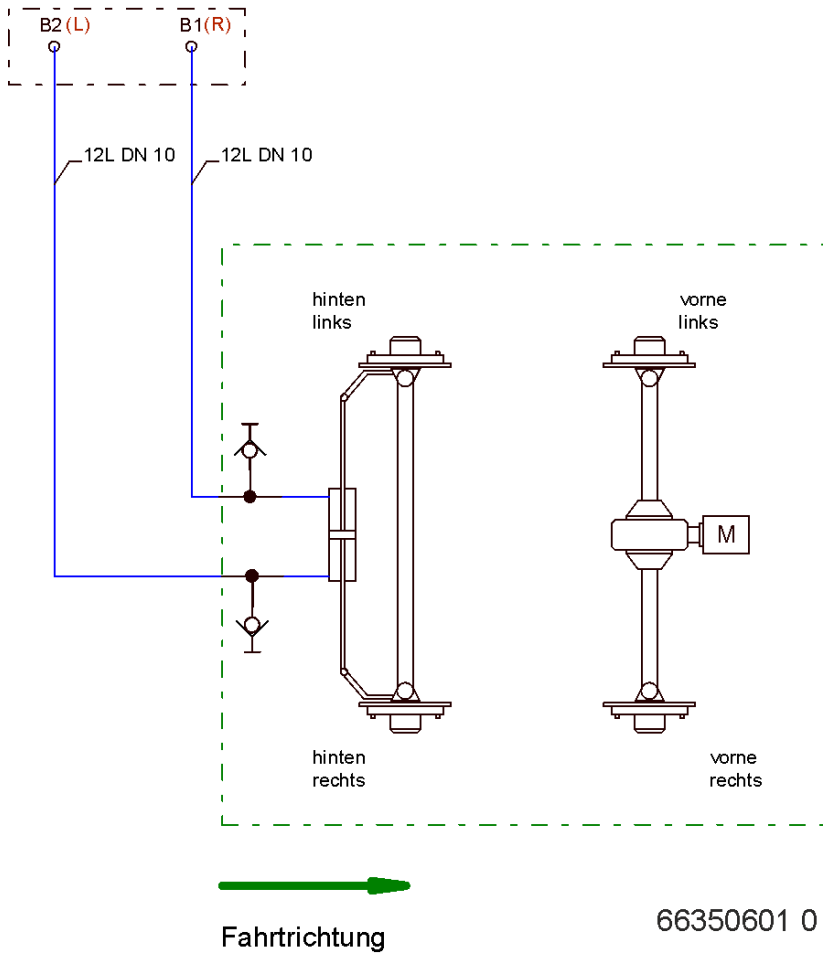 B2 (L) B1 (R)
12L DN 10 12L DN 10
hinten
links
vorne
links
M
hinten
rechts
vorne
rechts
Fahrtrichtung
66350601 0